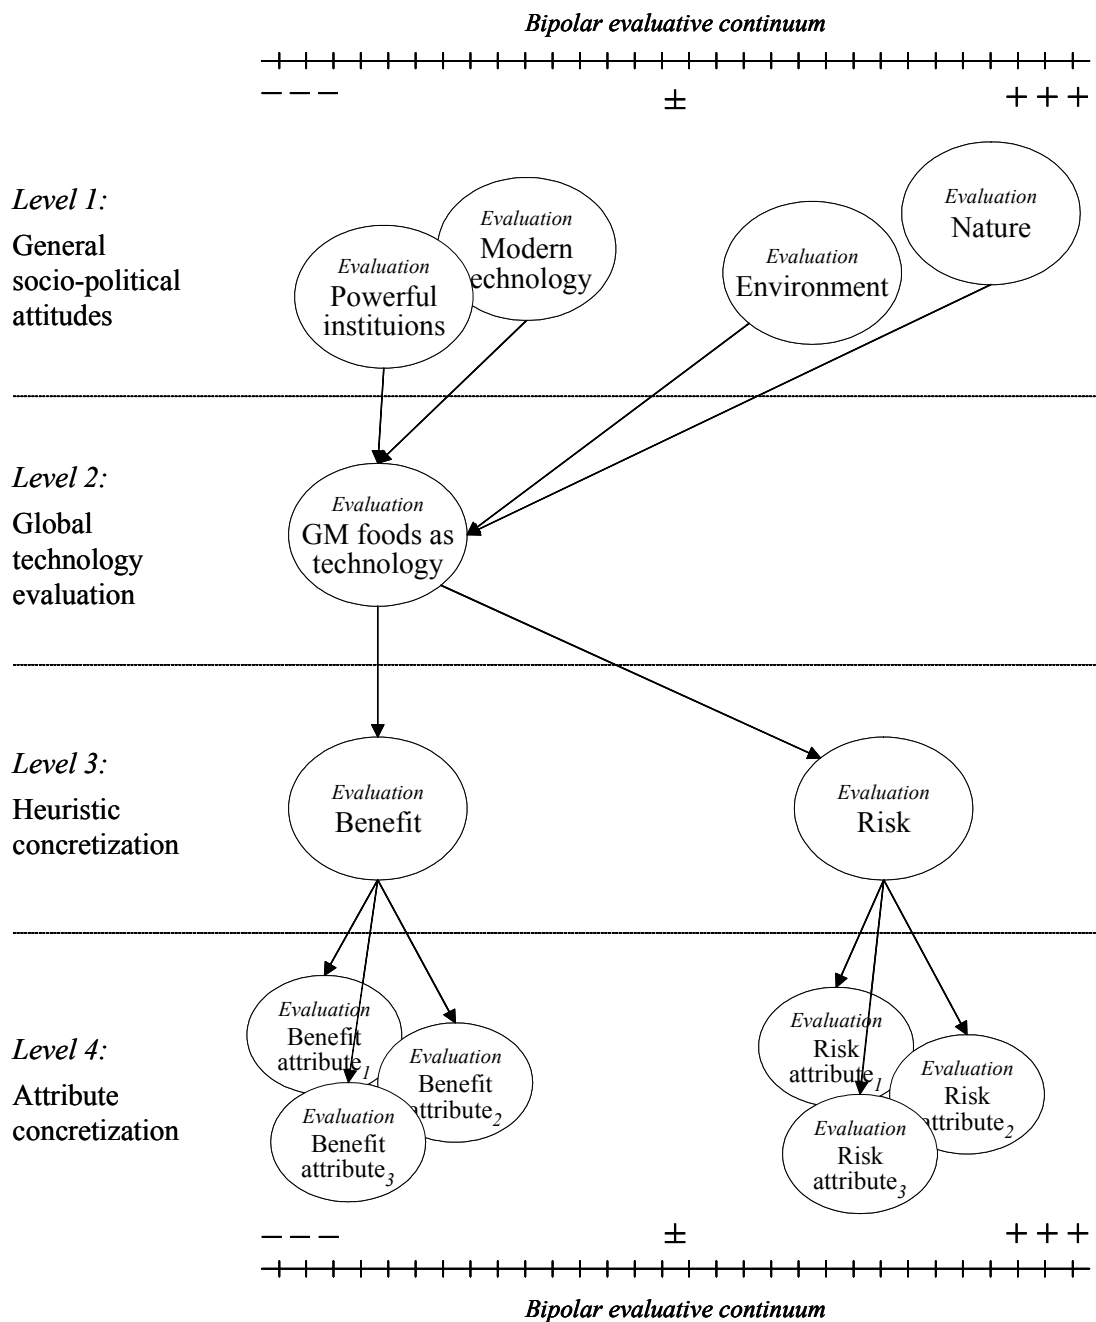 Bipolar evaluative continuum
− − −
±
+ + +
Level 1:
General
socio-political
attitudes
Evaluation
Powerful
instituions
Evaluation
Modern
echnology
Evaluation
Environment
Evaluation
Nature
Level 2:
Global
technology
evaluation
Evaluation
GM foods as
technology
Level 3:
Heuristic
concretization
Evaluation
Benefit
Evaluation
Risk
Level 4:
Attribute
concretization
Evaluation
Benefit
attribute1
Evaluation
Benefit
attribute2
Evaluation
Benefit
attribute3
Evaluation
Risk
attribute1
Evaluation
Risk
attribute2
Evaluation
Risk
attribute3
− − −
±
+ + +
Bipolar evaluative continuum